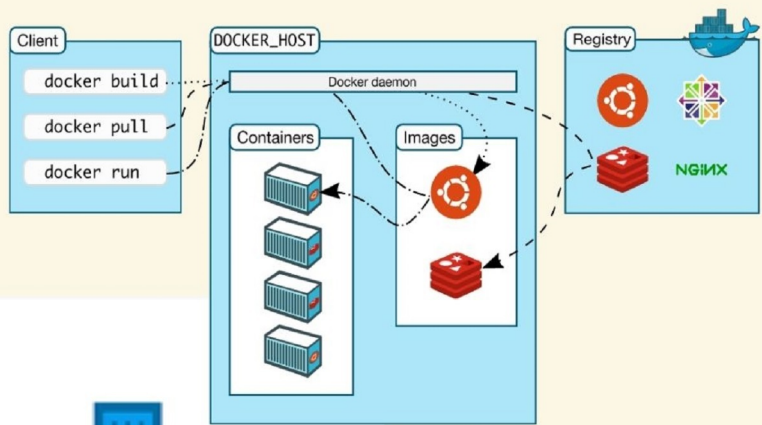 Client
docker build
docker pull
docker run
DOCKER_HOST
Docker daemon
Containers
Images
Registry
NGINX